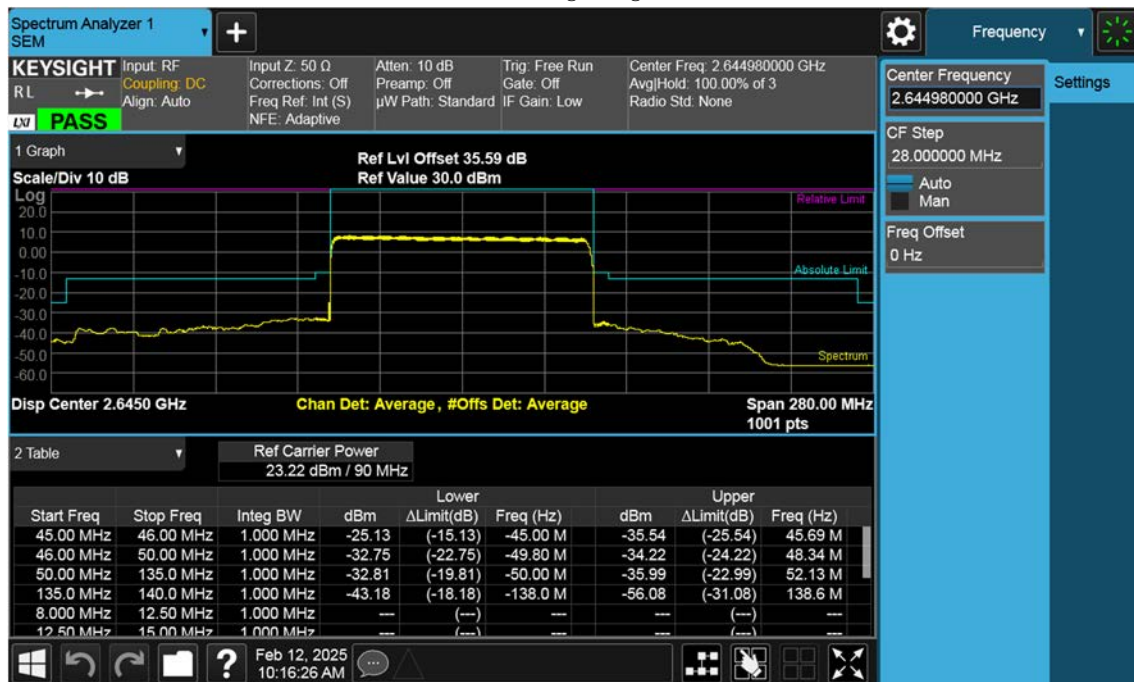 Spectrum Analyzer 1
SEM
Frequency
KEYSIGHT
RL
LXI PASS
Input: RF
Coupling: DC
Align: Auto
Input Z: 50 Ω
Corrections: Off
Freq Ref: Int (S)
NFE: Adaptive
Atten: 10 dB
Preamp: Off
µW Path: Standard
Trig: Free Run
Gate: Off
IF Gain: Low
Center Freq: 2.644980000 GHz
Avg|Hold: 100.00% of 3
Radio Std: None
Center Frequency
2.644980000 GHz
Settings
CF Step
28.000000 MHz
Auto
Man
Freq Offset
0 Hz
1 Graph
Scale/Div 10 dB
Ref Lvl Offset 35.59 dB
Ref Value 30.0 dBm
Log
20.0
10.0
0.00
-10.0
-20.0
-30.0
-40.0
-50.0
-60.0
Relative Limit
Absolute Limit
Spectrum
Disp Center 2.6450 GHz
Chan Det: Average, #Offs Det: Average
Span 280.00 MHz
1001 pts
2 Table
Ref Carrier Power
23.22 dBm / 90 MHz
Lower Upper
Start Freq Stop Freq Integ BW dBm ΔLimit(dB) Freq (Hz) dBm ΔLimit(dB) Freq (Hz)
45.00 MHz 46.00 MHz 1.000 MHz -25.13 (-15.13) -45.00 M -35.54 (-25.54) 45.69 M
46.00 MHz 50.00 MHz 1.000 MHz -32.75 (-22.75) -49.80 M -34.22 (-24.22) 48.34 M
50.00 MHz 135.0 MHz 1.000 MHz -32.81 (-19.81) -50.00 M -35.99 (-22.99) 52.13 M
135.0 MHz 140.0 MHz 1.000 MHz -43.18 (-18.18) -138.0 M -56.08 (-31.08) 138.6 M
8.000 MHz 12.50 MHz 1.000 MHz --- (---) --- --- (---) ---
12.50 MHz 15.00 MHz 1.000 MHz --- (---) --- --- (---) ---
?
Feb 12, 2025
10:16:26 AM